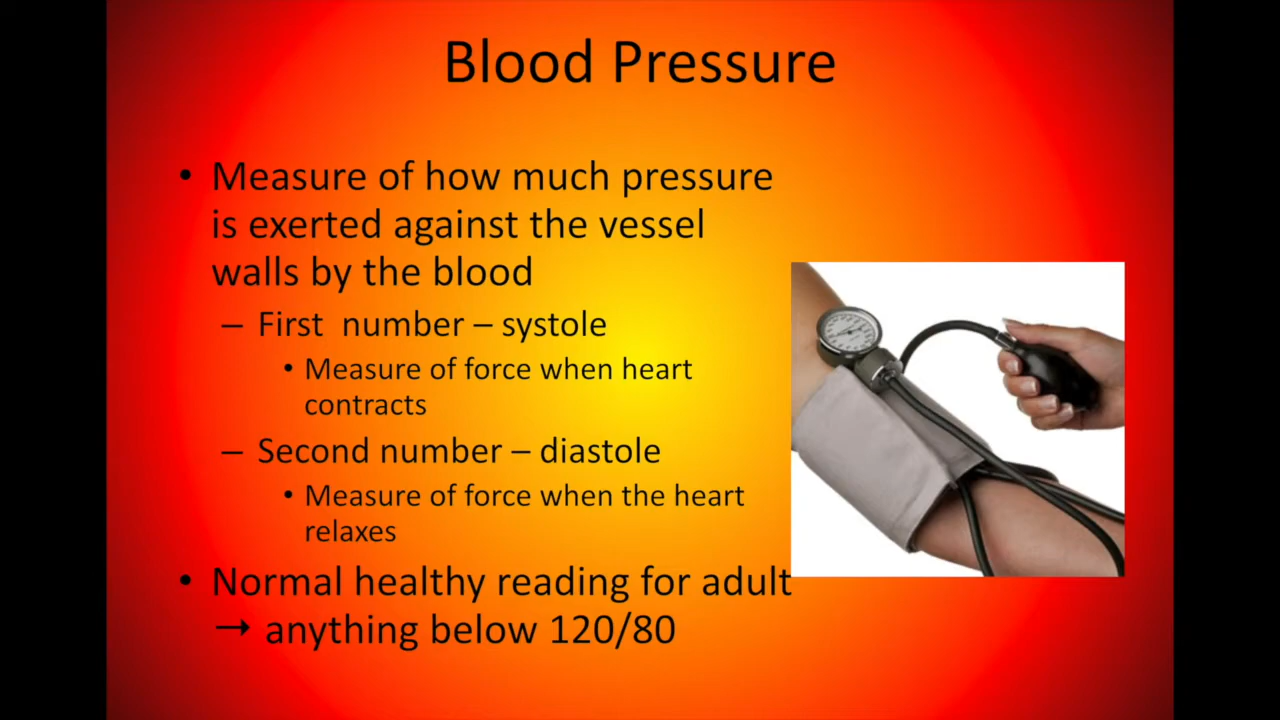 Blood Pressure
• Measure of how much pressure
is exerted against the vessel
walls by the blood
– First  number – systole
• Measure of force when heart
contracts
– Second number – diastole
• Measure of force when the heart
relaxes
• Normal healthy reading for adult
→ anything below 120/80